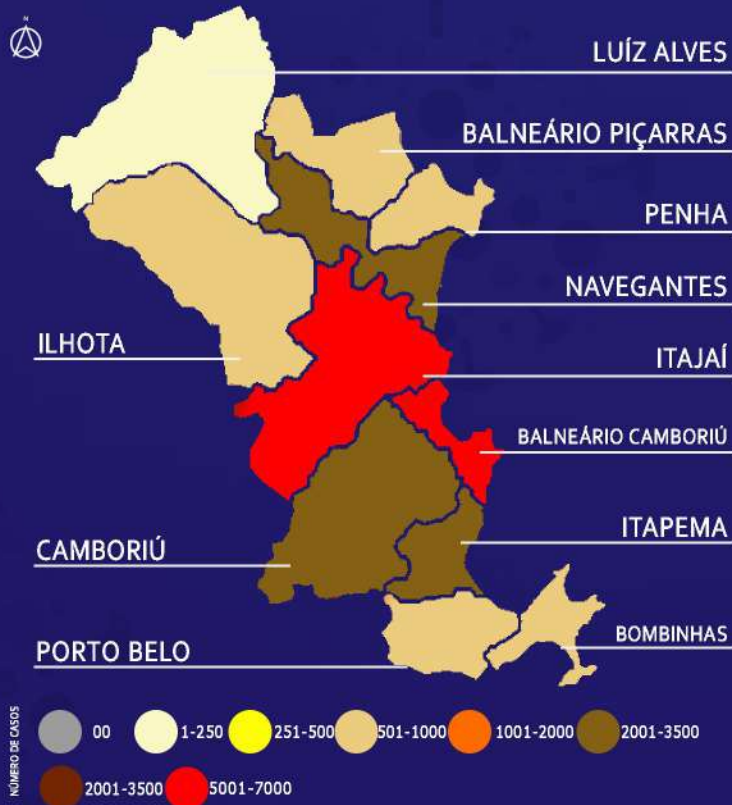 N
LUÍZ ALVES
BALNEÁRIO PIÇARRAS
PENHA
NAVEGANTES
ILHOTA
ITAJAÍ
BALNEÁRIO CAMBORIÚ
CAMBORIÚ
ITAPEMA
BOMBINHAS
PORTO BELO
NÚMERO DE CASOS
00 1-250 251-500 501-1000 1001-2000 2001-3500
2001-3500 5001-7000